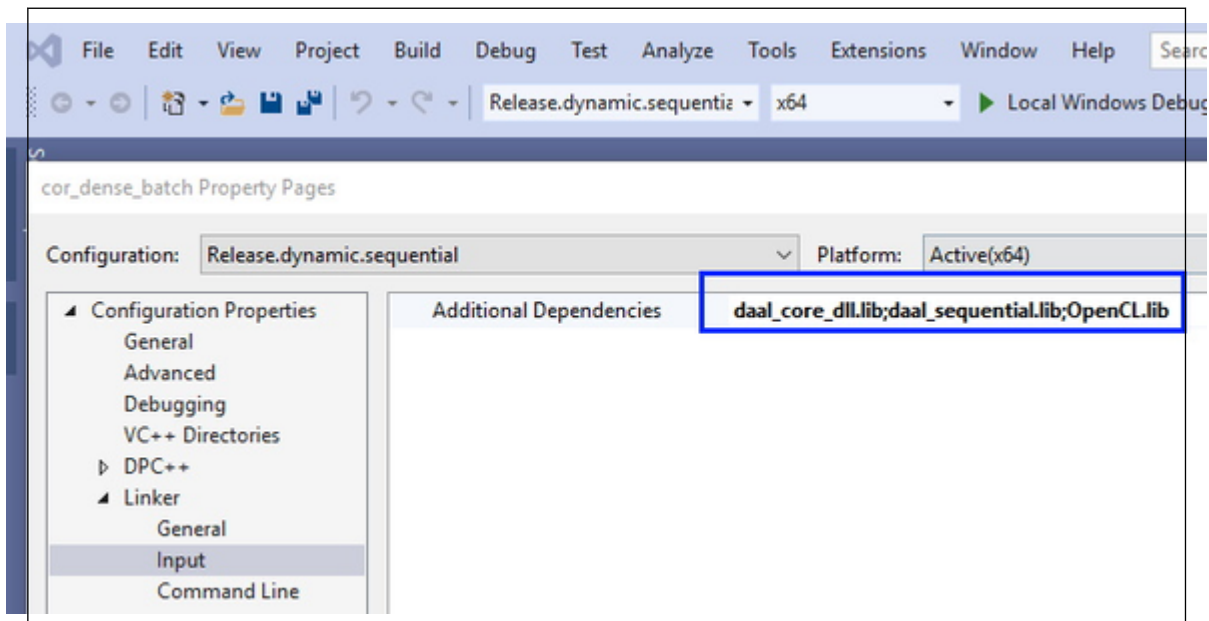 File Edit View Project Build Debug Test Analyze Tools Extensions Window Help Searc
Release.dynamic.sequentia x64 Local Windows Debug
cor_dense_batch Property Pages
Configuration: Release.dynamic.sequential Platform: Active(x64)
Configuration Properties Additional Dependencies daal_core_dll.lib;daal_sequential.lib;OpenCL.lib
General
Advanced
Debugging
VC++ Directories
DPC++
Linker
General
Input
Command Line